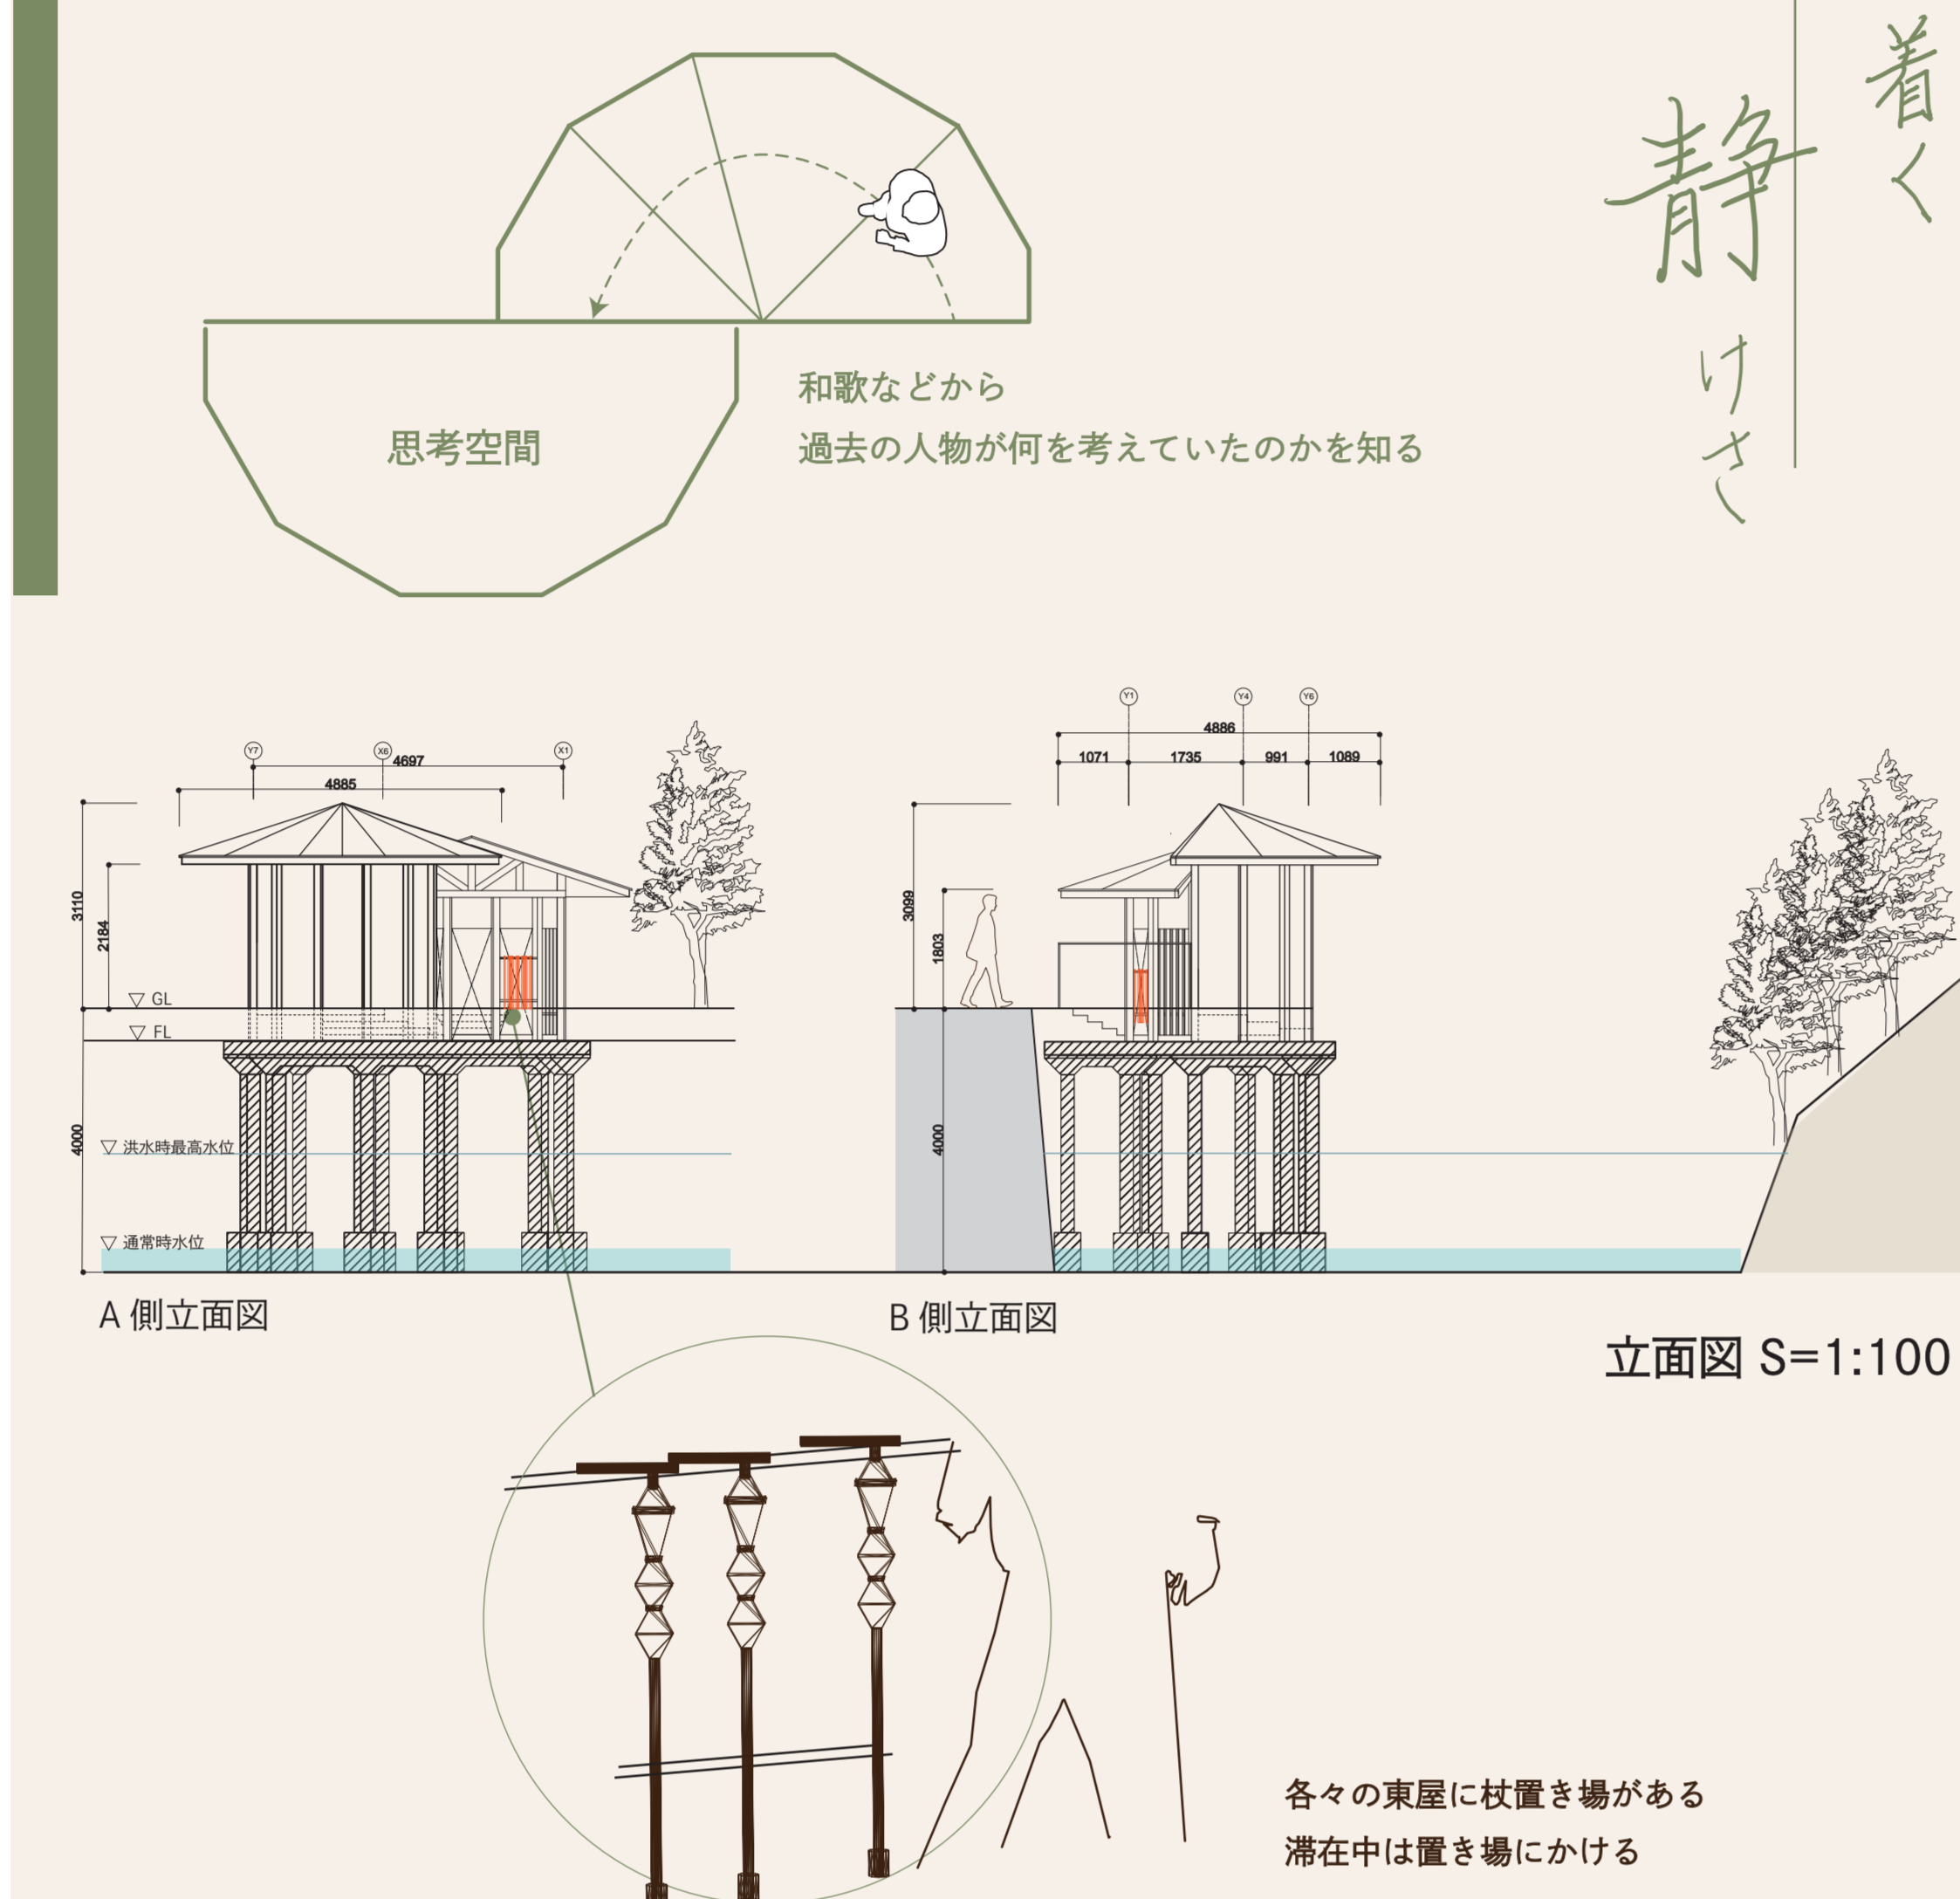 着く
静けさ
和歌などから
過去の人物が何を考えていたのかを知る
思考空間
Y7
X6
X1
4697
4885
3110
2184
▽ GL
▽ FL
4000
▽ 洪水時最高水位
▽ 通常時水位
A 側立面図
Y1
Y4
Y6
4886
1071
1735
991
1089
3099
1803
4000
B 側立面図
立面図 S=1:100
各々の東屋に杖置き場がある
滞在中は置き場にかける